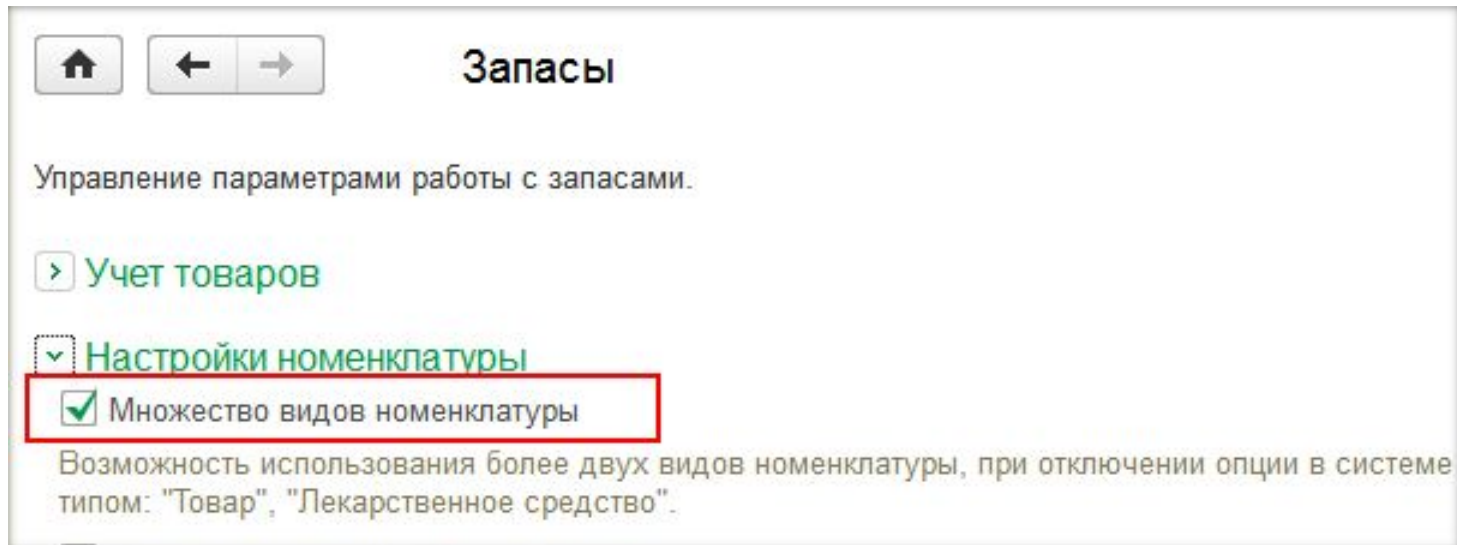 Запасы
Управление параметрами работы с запасами.
Учет товаров
Настройки номенклатуры
Множество видов номенклатуры
Возможность использования более двух видов номенклатуры, при отключении опции в системе
типом: "Товар", "Лекарственное средство".